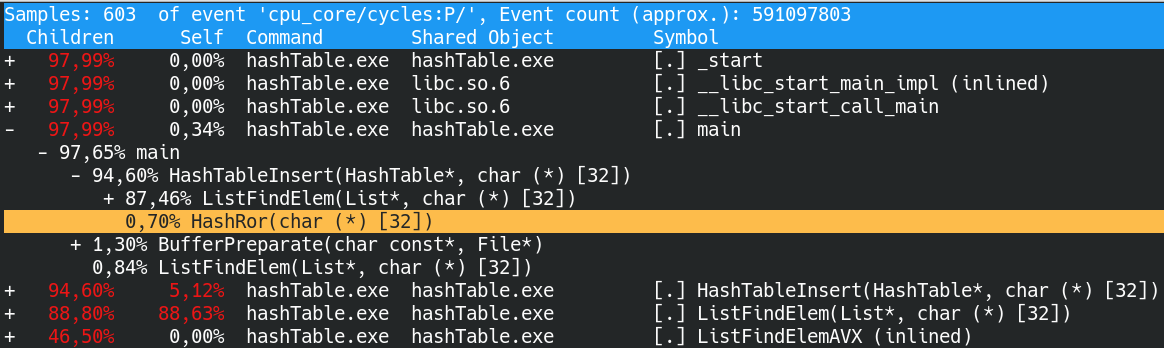 Samples: 603  of event 'cpu_core/cycles:P/', Event count (approx.): 591097803
  Children      Self  Command       Shared Object         Symbol
+   97,99%     0,00%  hashTable.exe  hashTable.exe         [.] _start
+   97,99%     0,00%  hashTable.exe  libc.so.6             [.] __libc_start_main_impl (inlined)
+   97,99%     0,00%  hashTable.exe  libc.so.6             [.] __libc_start_call_main
-   97,99%     0,34%  hashTable.exe  hashTable.exe         [.] main
   - 97,65% main
      - 94,60% HashTableInsert(HashTable*, char (*) [32])
         + 87,46% ListFindElem(List*, char (*) [32])
           0,70% HashRor(char (*) [32])
      + 1,30% BufferPreparate(char const*, File*)
        0,84% ListFindElem(List*, char (*) [32])
+   94,60%     5,12%  hashTable.exe  hashTable.exe         [.] HashTableInsert(HashTable*, char (*) [32])
+   88,80%    88,63%  hashTable.exe  hashTable.exe         [.] ListFindElem(List*, char (*) [32])
+   46,50%     0,00%  hashTable.exe  hashTable.exe         [.] ListFindElemAVX (inlined)